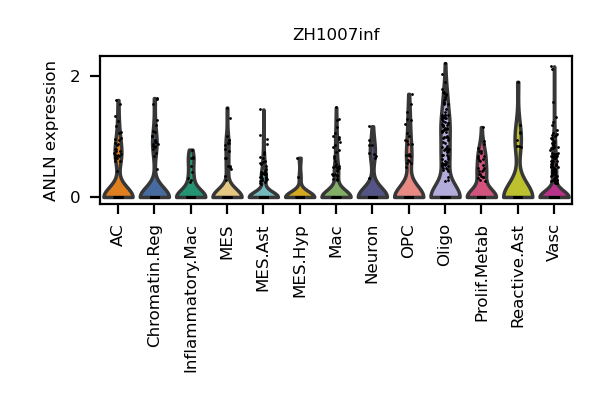 ZH1007inf
ANLN expression
2
0
AC
Chromatin.Reg
Inflammatory.Mac
MES
MES.Ast
MES.Hyp
Mac
Neuron
OPC
Oligo
Prolif.Metab
Reactive.Ast
Vasc